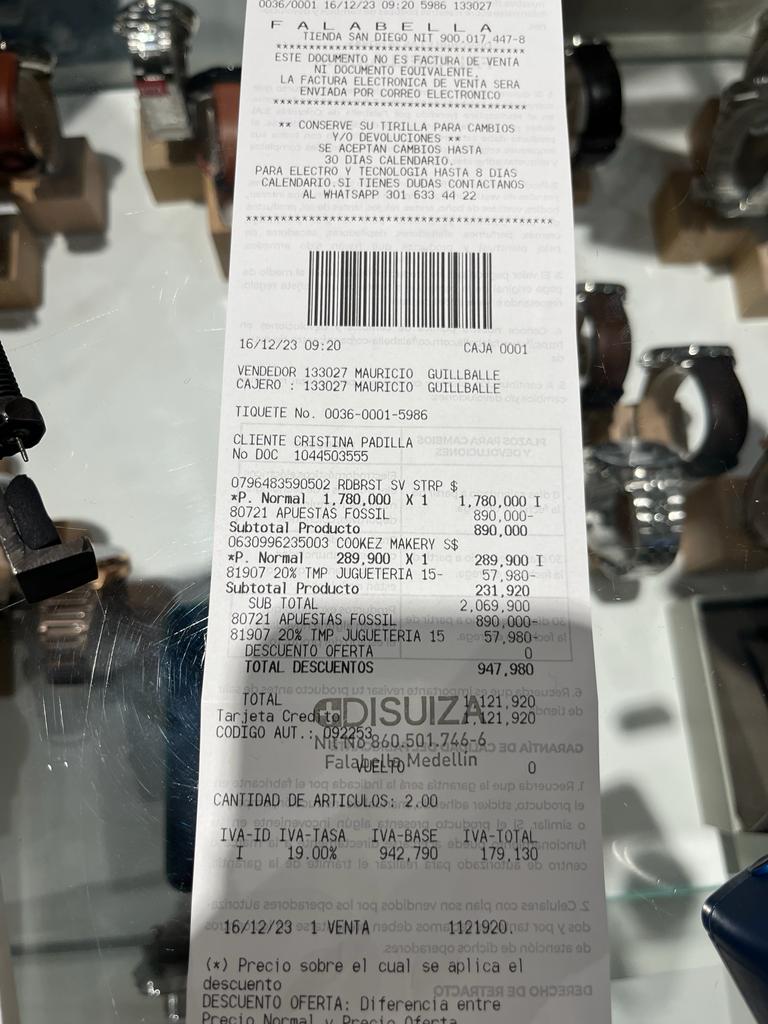 0036/0001 16/12/23 09:20 5986 133027
F A L A B E L L A
TIENDA SAN DIEGO NIT 900.017.447-8
************************************
ESTE DOCUMENTO NO ES FACTURA DE VENTA
NI DOCUMENTO EQUIVALENTE.
LA FACTURA ELECTRONICA DE VENTA SERA
ENVIADA POR CORREO ELECTRONICO
************************************
** CONSERVE SU TIRILLA PARA CAMBIOS
Y/O DEVOLUCIONES **
SE ACEPTAN CAMBIOS HASTA
30 DIAS CALENDARIO.
PARA ELECTRO Y TECNOLOGIA HASTA 8 DIAS
CALENDARIO.SI TIENES DUDAS CONTACTANOS
AL WHATSAPP 301 633 44 22
****************************************
16/12/23 09:20 CAJA 0001
VENDEDOR 133027 MAURICIO GUILLBALLE
CAJERO : 133027 MAURICIO GUILLBALLE
TIQUETE No. 0036-0001-5986
CLIENTE CRISTINA PADILLA
No DOC 1044503555
0796483590502 RDBRST SV STRP $
*P. Normal 1,780,000 X 1 1,780,000 I
80721 APUESTAS FOSSIL 890,000-
Subtotal Producto 890,000
0630996235003 COOKEZ MAKERY S$
*P. Normal 289,900 X 1 289,900 I
81907 20% TMP JUGUETERIA 15- 57,980-
Subtotal Producto 231,920
SUB TOTAL 2,069,900
80721 APUESTAS FOSSIL 890,000-
81907 20% TMP JUGUETERIA 15 57,980-
DESCUENTO OFERTA 0
TOTAL DESCUENTOS 947,980
TOTAL 1,121,920
Tarjeta Credito 1,121,920
DISUIZA
CODIGO AUT.: 092253
Nit No 860.501.746-6
Falabella Medellin
VUELTO 0
CANTIDAD DE ARTICULOS: 2.00
IVA-ID IVA-TASA IVA-BASE IVA-TOTAL
I 19.00% 942,790 179,130
16/12/23 1 VENTA 1121920.
(*) Precio sobre el cual se aplica el
descuento
DESCUENTO OFERTA: Diferencia entre
Precio Normal y Precio Oferta